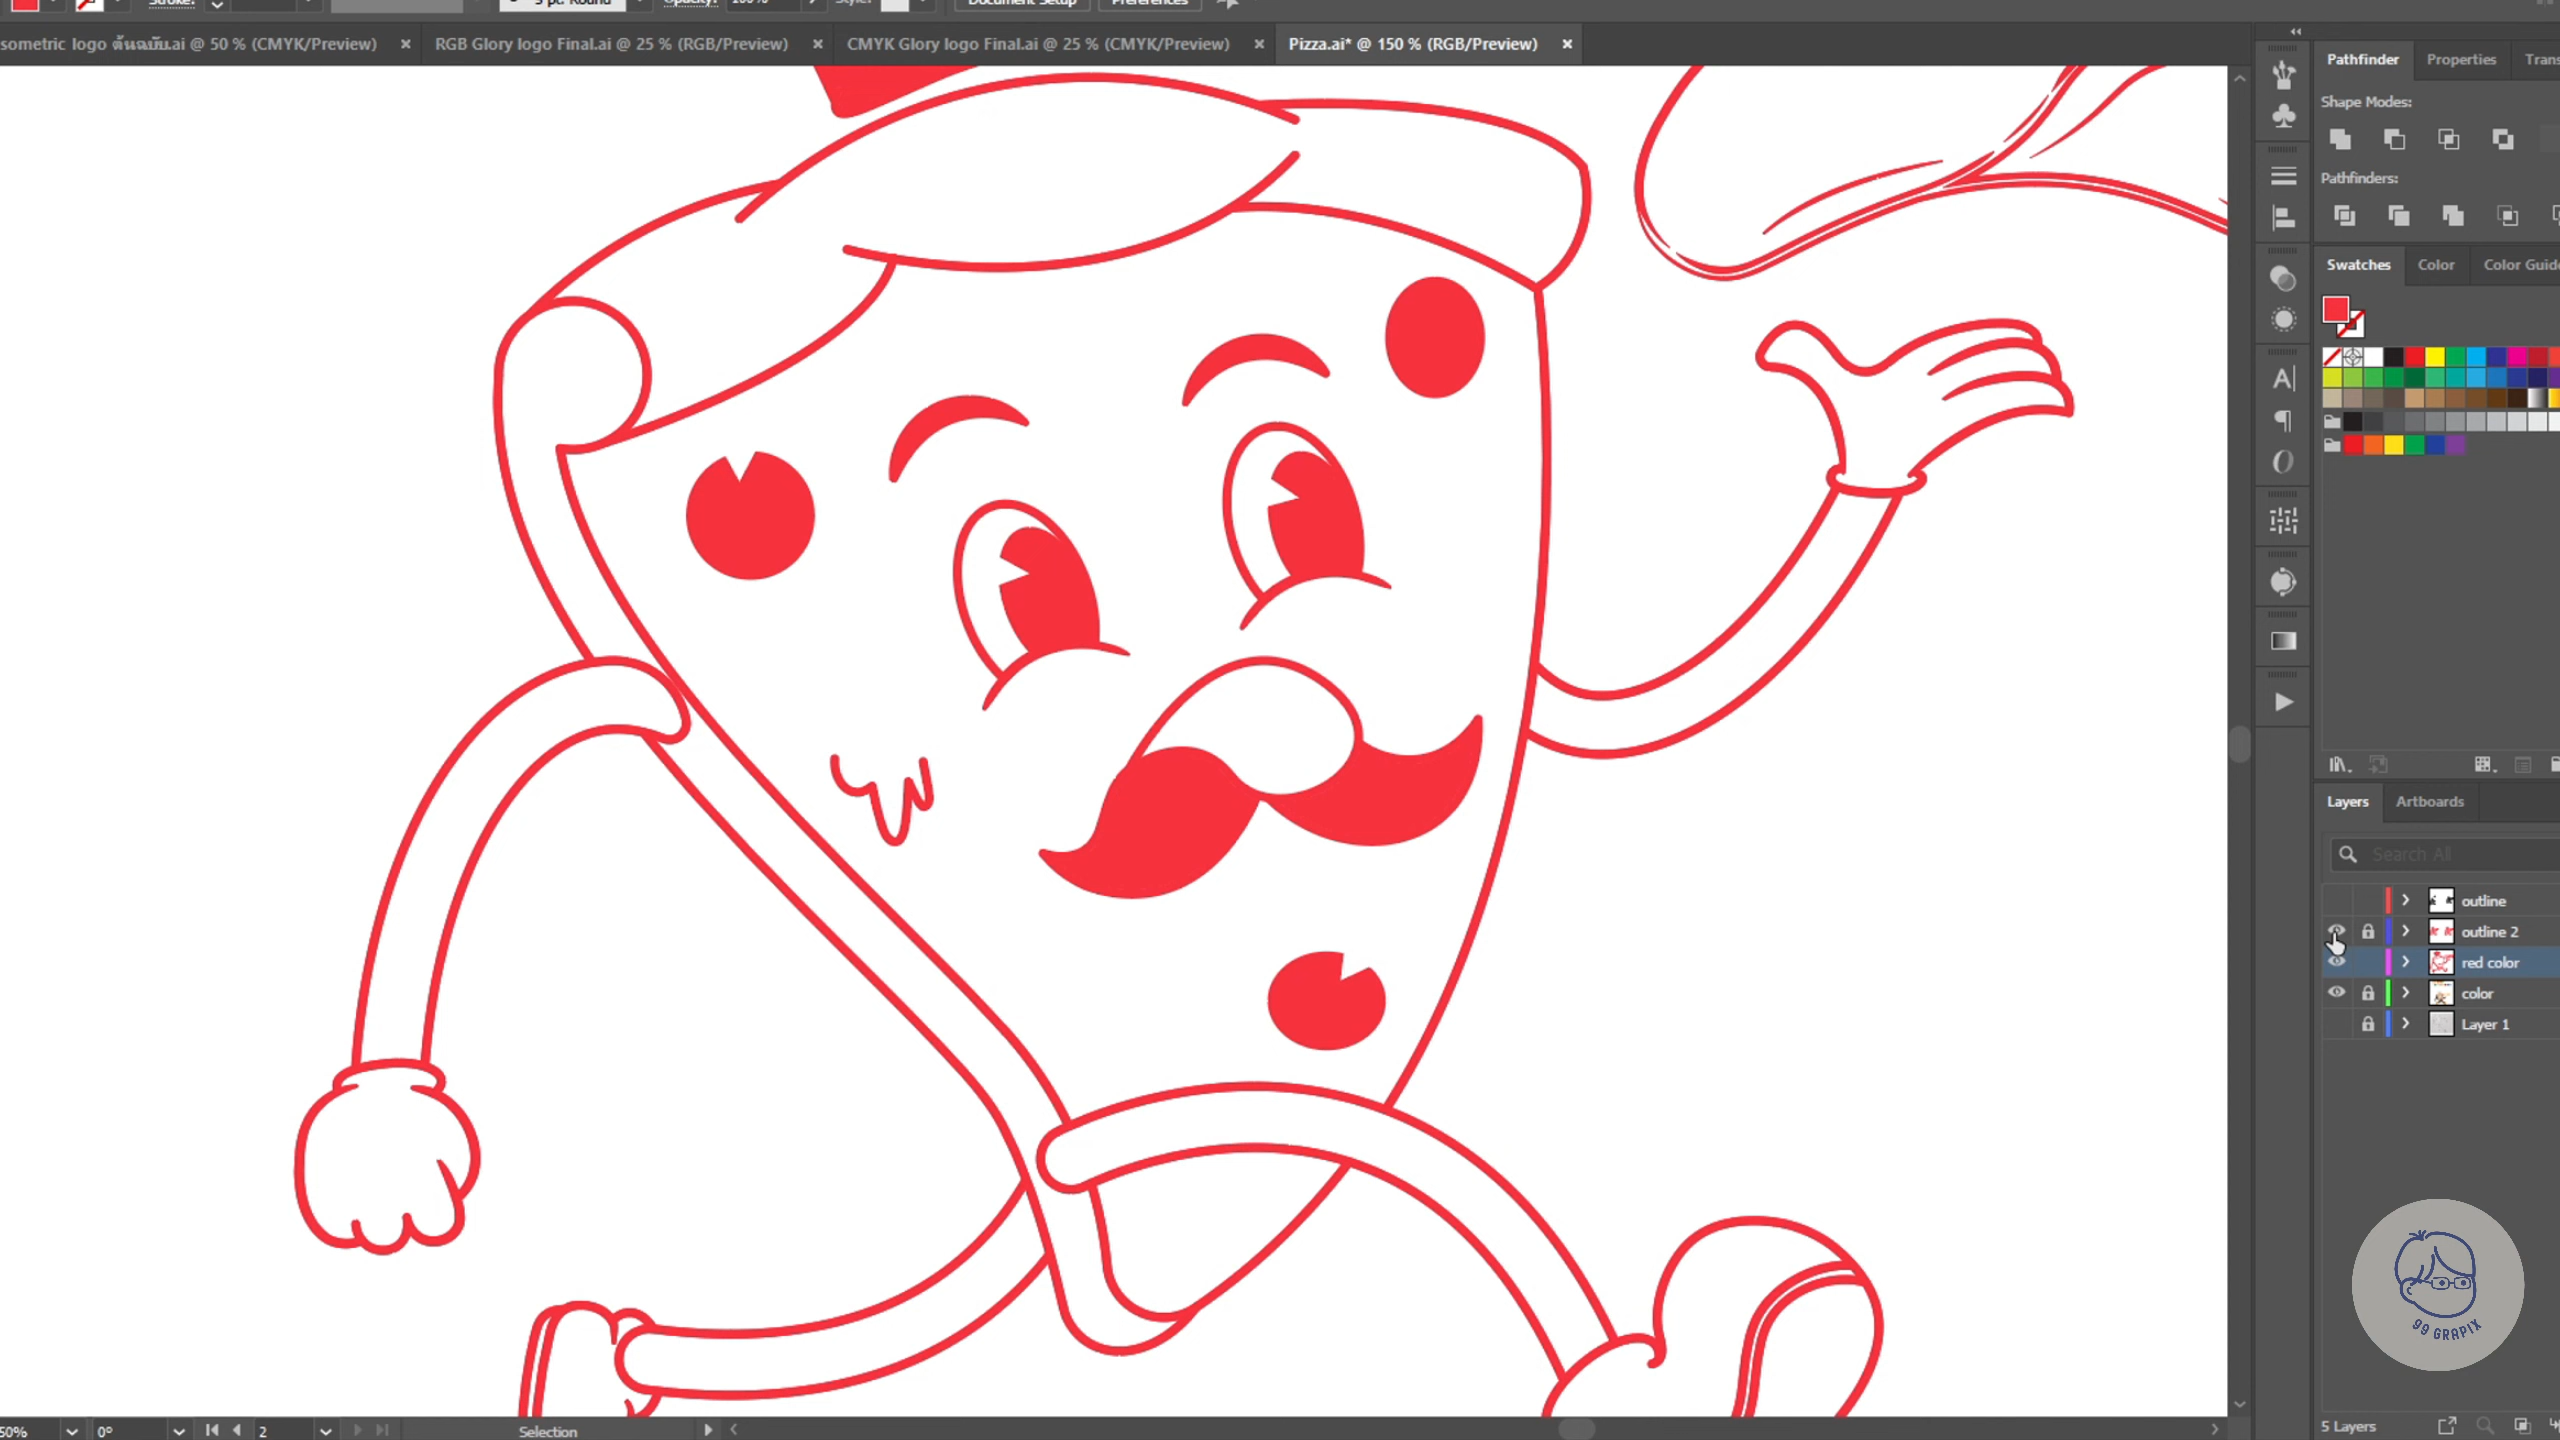 Stroke:
5 pt. Round
Opacity:
100%
Style:
Document Setup
Preferences
sometric logo ต้นฉบับ.ai @ 50 % (CMYK/Preview)
RGB Glory logo Final.ai @ 25 % (RGB/Preview)
CMYK Glory logo Final.ai @ 25 % (CMYK/Preview)
Pizza.ai* @ 150 % (RGB/Preview)
Pathfinder
Properties
Trans
Shape Modes:
Pathfinders:
Swatches
Color
Color Guide
Layers
Artboards
Search All
outline
outline 2
red color
color
Layer 1
99 GRAPIX
5 Layers
50%
0°
2
Selection